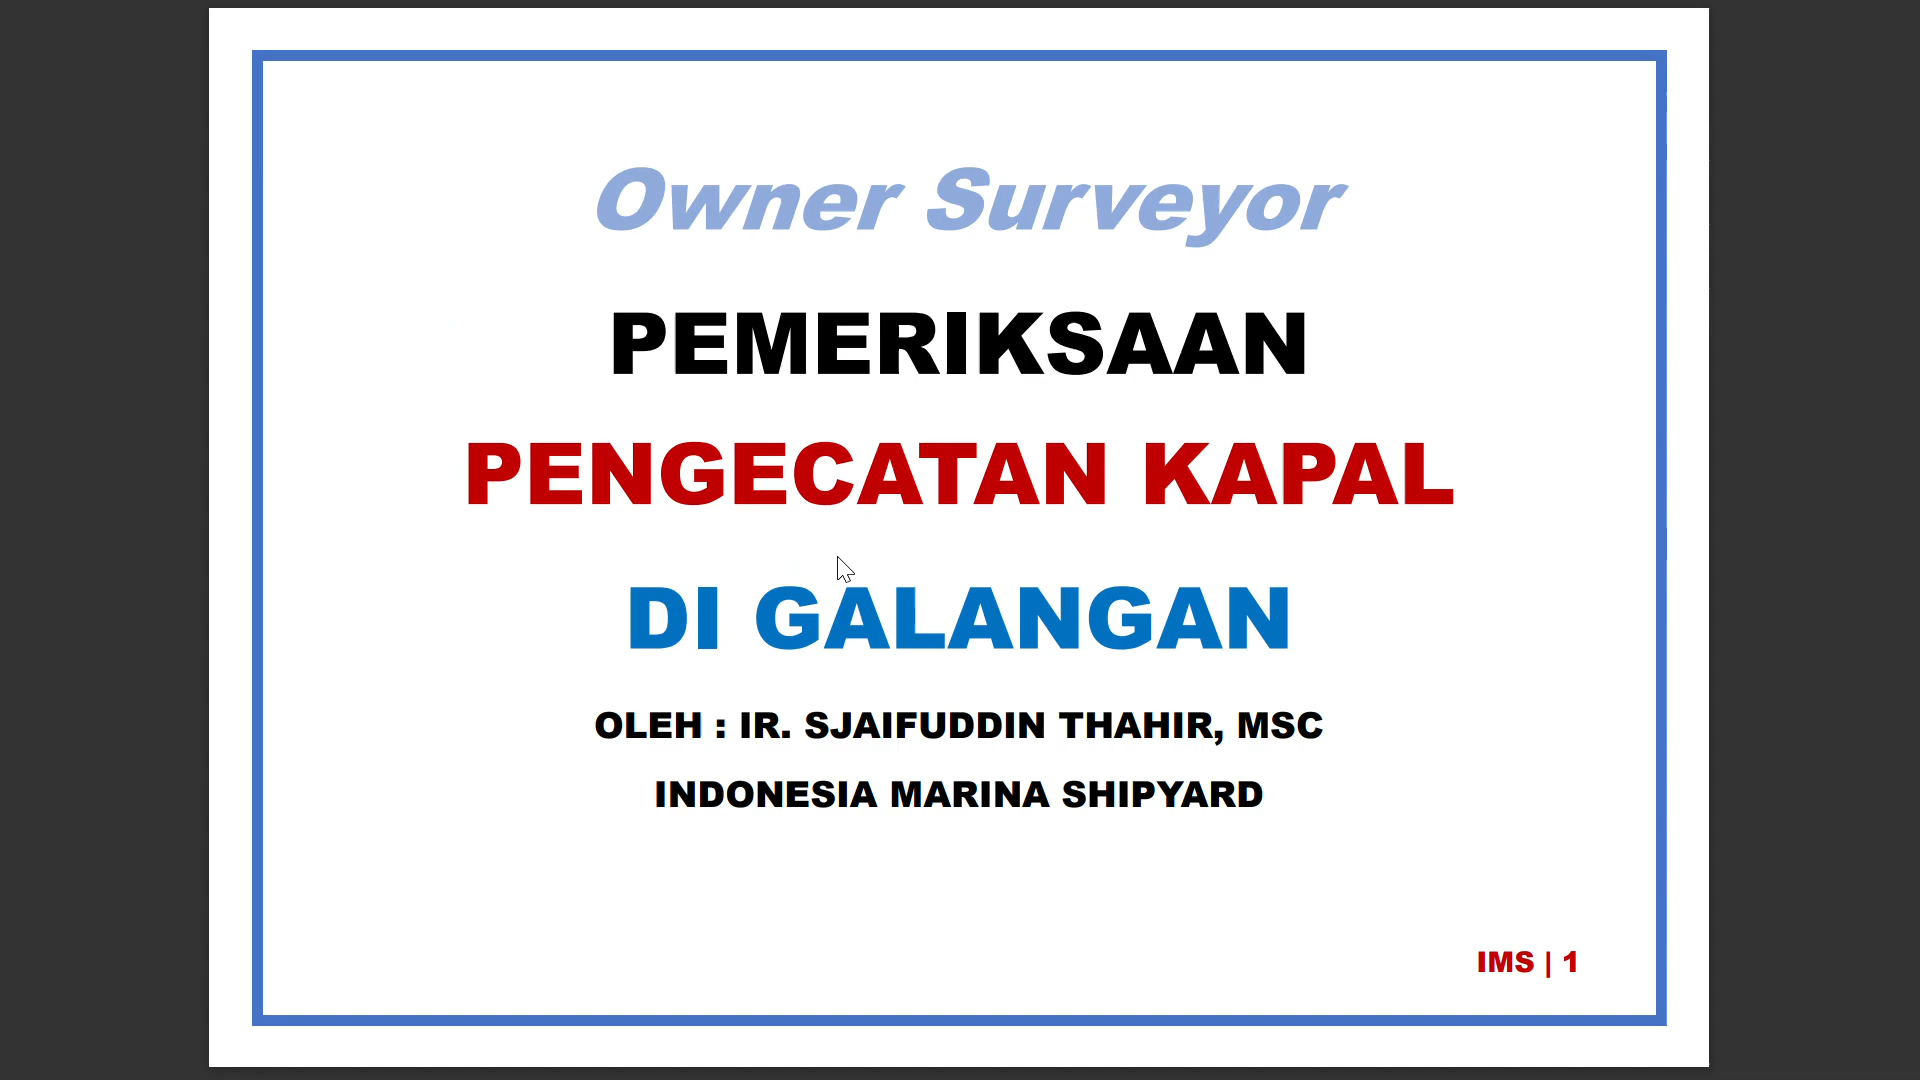 Owner Surveyor
PEMERIKSAAN
PENGECATAN KAPAL
DI GALANGAN
OLEH : IR. SJAIFUDDIN THAHIR, MSC
INDONESIA MARINA SHIPYARD
IMS | 1